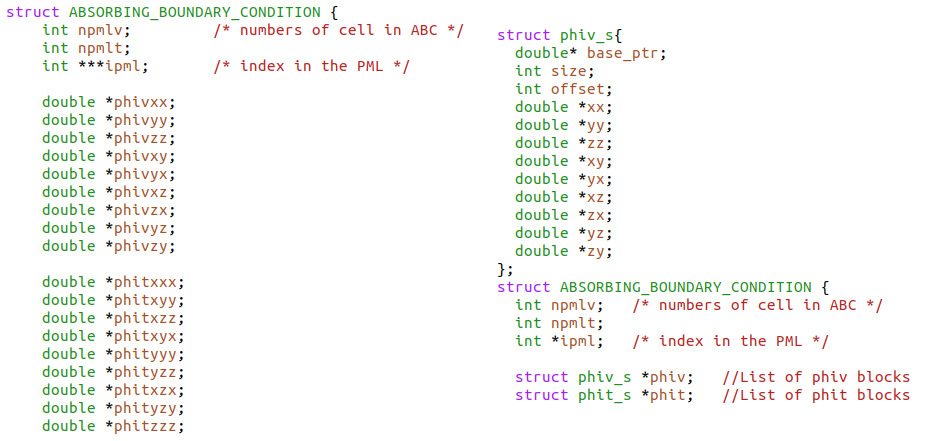 struct ABSORBING_BOUNDARY_CONDITION {
int npmlv; /* numbers of cell in ABC */
int npmlt;
int ***ipml; /* index in the PML */
double *phivxx;
double *phivyy;
double *phivzz;
double *phivxy;
double *phivyx;
double *phivxz;
double *phivzx;
double *phivyz;
double *phivzy;
double *phitxxx;
double *phitxyy;
double *phitxzz;
double *phitxyx;
double *phityyy;
double *phityzz;
double *phitxzx;
double *phityzy;
double *phitzzz;
struct phiv_s{
double* base_ptr;
int size;
int offset;
double *xx;
double *yy;
double *zz;
double *xy;
double *yx;
double *xz;
double *zx;
double *yz;
double *zy;
};
struct ABSORBING_BOUNDARY_CONDITION {
int npmlv; /* numbers of cell in ABC */
int npmlt;
int *ipml; /* index in the PML */
struct phiv_s *phiv; //List of phiv blocks
struct phit_s *phit; //List of phit blocks